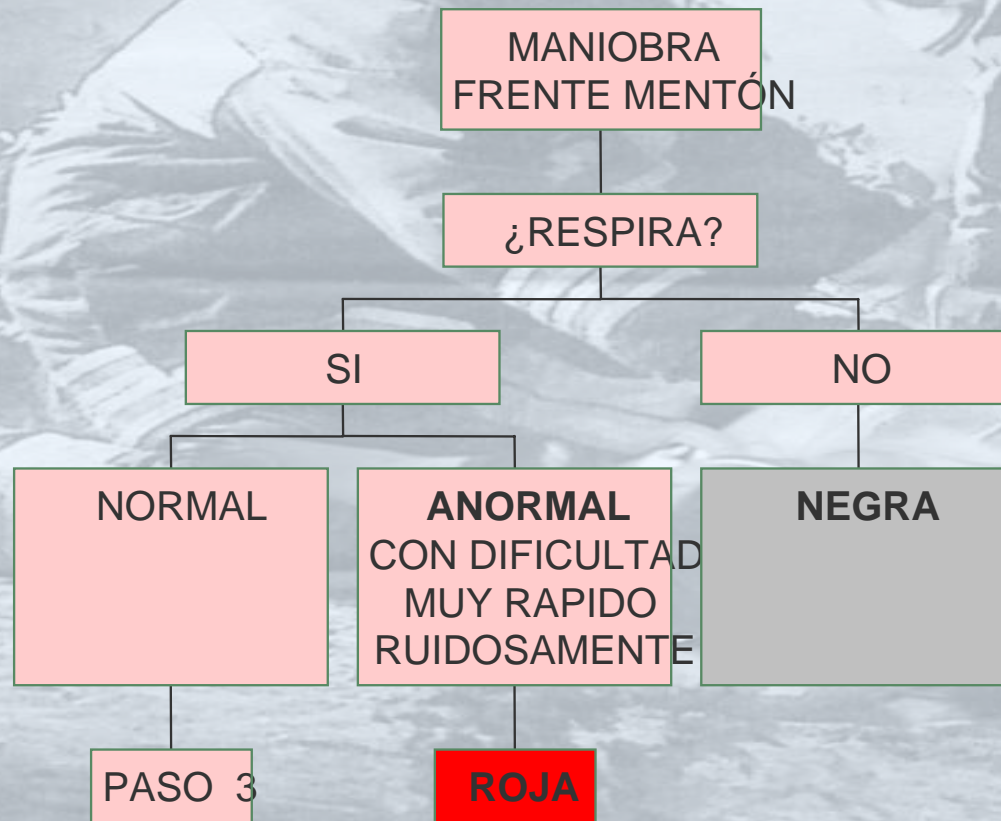 MANIOBRA
FRENTE MENTÓN
¿RESPIRA?
SI
NO
NORMAL
ANORMAL
CON DIFICULTAD
MUY RAPIDO
RUIDOSAMENTE
NEGRA
PASO 3
ROJA